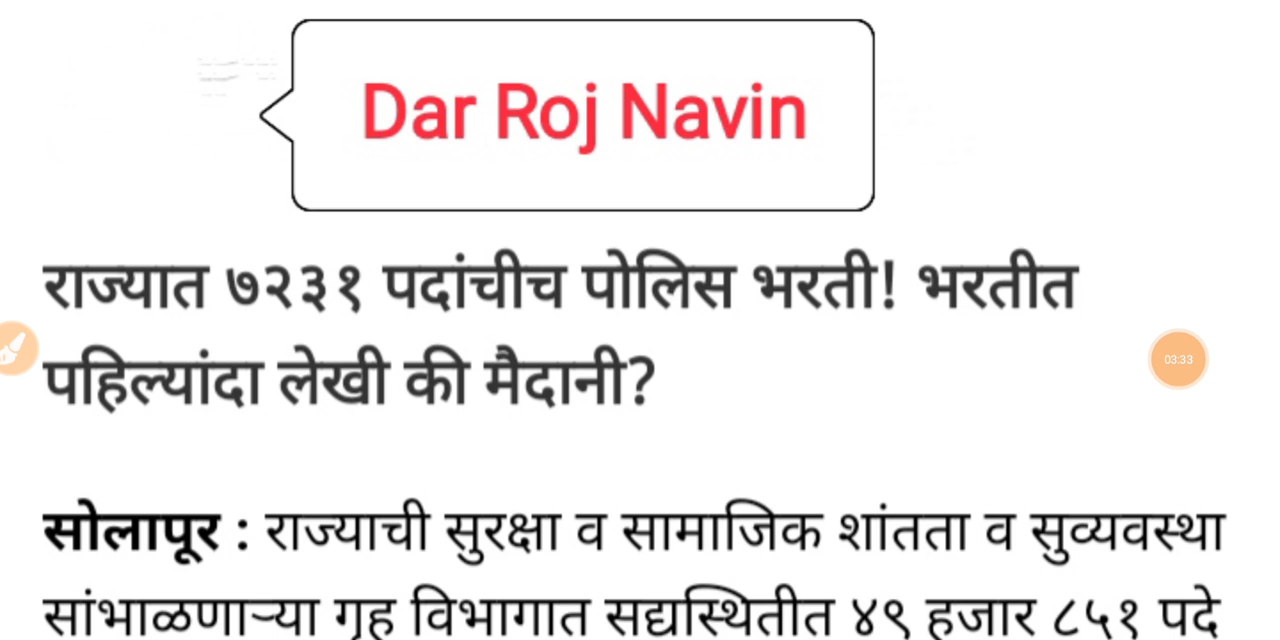 Dar Roj Navin
राज्यात ७२३१ पदांचीच पोलिस भरती! भरतीत
पहिल्यांदा लेखी की मैदानी?
03:33
सोलापूर : राज्याची सुरक्षा व सामाजिक शांतता व सुव्यवस्था
सांभाळणाऱ्या गृह विभागात सद्यस्थितीत ४९ हजार ८५१ पदे